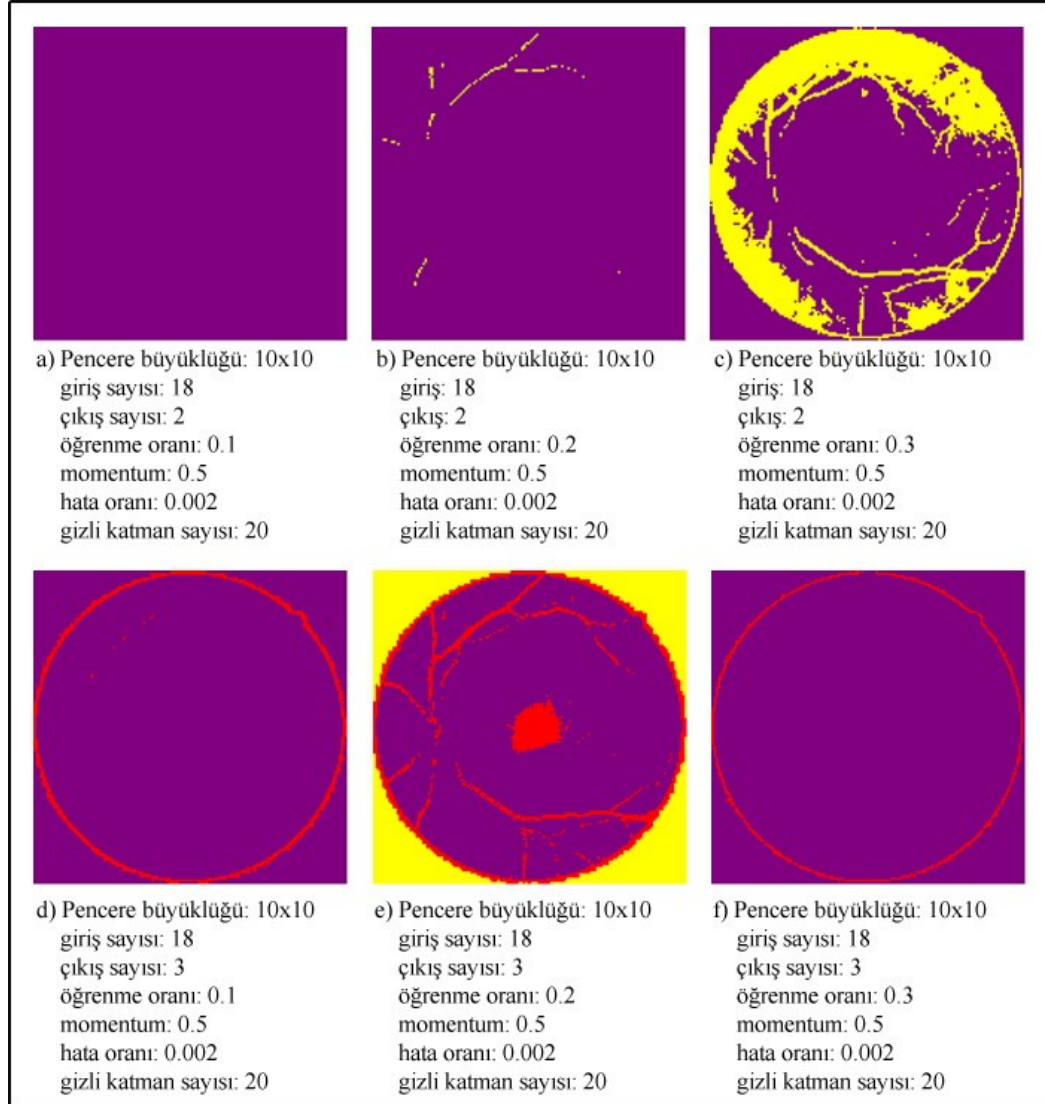 a) Pencere büyüklüğü: 10x10
giriş sayısı: 18
çıkış sayısı: 2
öğrenme oranı: 0.1
momentum: 0.5
hata oranı: 0.002
gizli katman sayısı: 20
b) Pencere büyüklüğü: 10x10
giriş: 18
çıkış: 2
öğrenme oranı: 0.2
momentum: 0.5
hata oranı: 0.002
gizli katman sayısı: 20
c) Pencere büyüklüğü: 10x10
giriş: 18
çıkış: 2
öğrenme oranı: 0.3
momentum: 0.5
hata oranı: 0.002
gizli katman sayısı: 20
d) Pencere büyüklüğü: 10x10
giriş sayısı: 18
çıkış sayısı: 3
öğrenme oranı: 0.1
momentum: 0.5
hata oranı: 0.002
gizli katman sayısı: 20
e) Pencere büyüklüğü: 10x10
giriş sayısı: 18
çıkış sayısı: 3
öğrenme oranı: 0.2
momentum: 0.5
hata oranı: 0.002
gizli katman sayısı: 20
f) Pencere büyüklüğü: 10x10
giriş sayısı: 18
çıkış sayısı: 3
öğrenme oranı: 0.3
momentum: 0.5
hata oranı: 0.002
gizli katman sayısı: 20